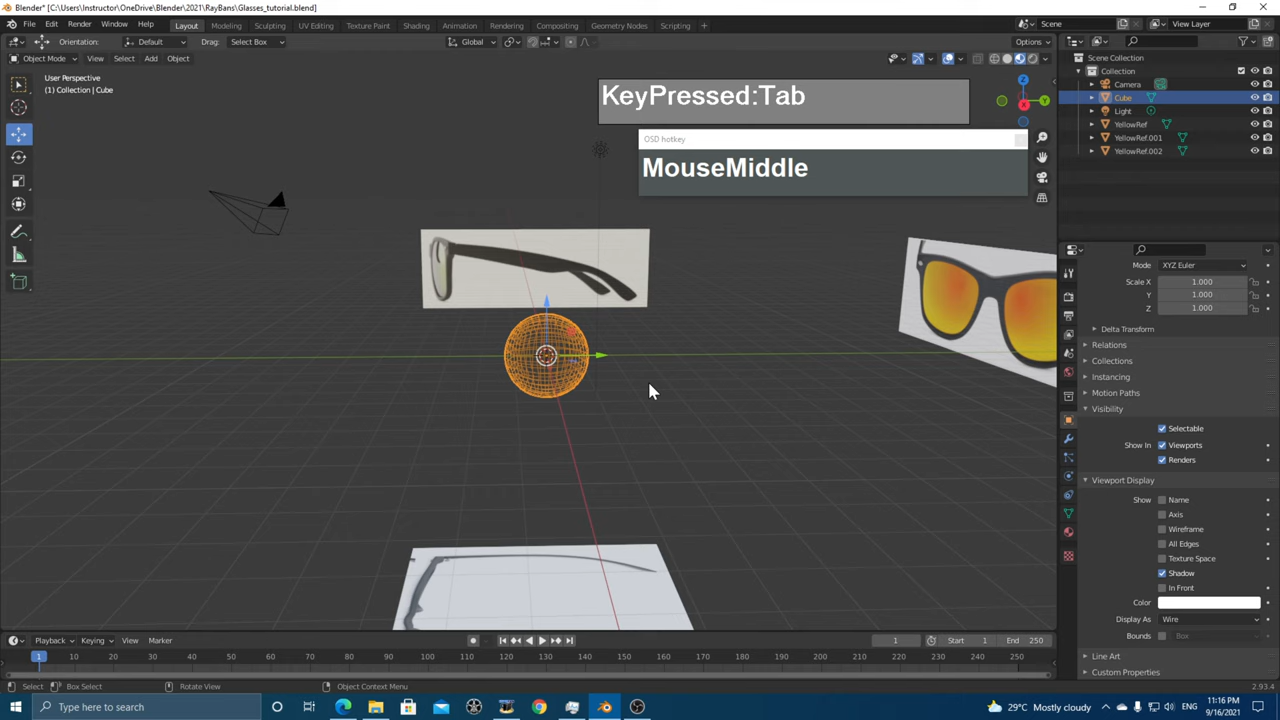 Blender* [C:\Users\Instructor\OneDrive\Blender\2021\RayBans\Glasses_tutorial.blend]
File Edit Render Window Help Layout Modeling Sculpting UV Editing Texture Paint Shading Animation Rendering Compositing Geometry Nodes Scripting + Scene View Layer
Orientation: Default Drag: Select Box Global Options
Object Mode View Select Add Object
User Perspective
(1) Collection | Cube
KeyPressed:Tab
OSD hotkey
MouseMiddle
Z
Y
X
Scene Collection
Collection
Camera
Cube
Light
YellowRef
YellowRef.001
YellowRef.002
Mode XYZ Euler
Scale X 1.000
Y 1.000
Z 1.000
Delta Transform
Relations
Collections
Instancing
Motion Paths
Visibility
Selectable
Show In Viewports
Renders
Viewport Display
Show Name
Axis
Wireframe
All Edges
Texture Space
Shadow
In Front
Color
Display As Wire
Bounds Box
Line Art
Custom Properties
Playback Keying View Marker 1 Start 1 End 250
1 10 20 30 40 50 60 70 80 90 100 110 120 130 140 150 160 170 180 190 200 210 220 230 240 250
Select Box Select Rotate View Object Context Menu 2.93.4
Type here to search 29°C Mostly cloudy 11:16 PM
9/16/2021